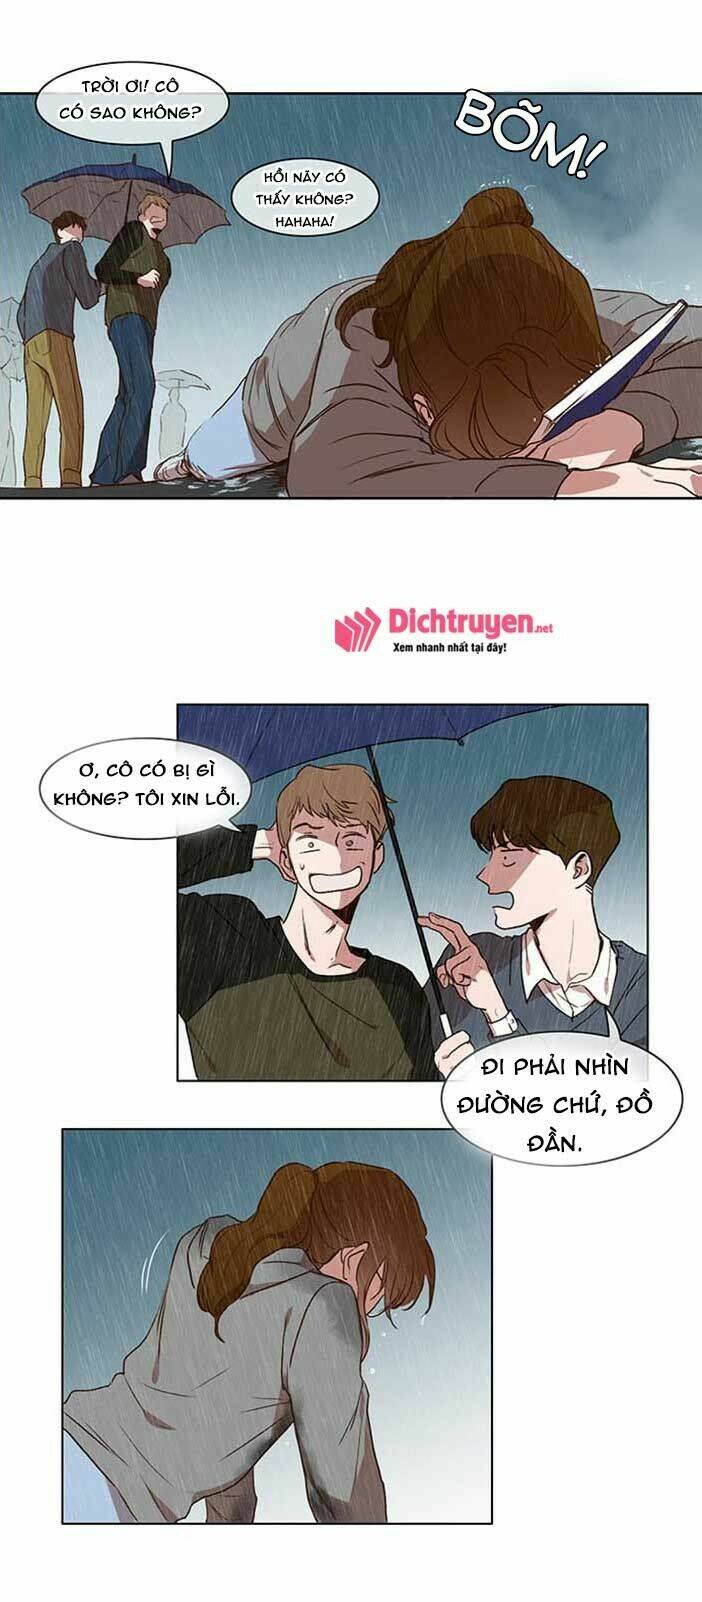 TRỜI ƠI! CÔ
CÓ SAO KHÔNG?
HỒI NÃY CÓ
THẤY KHÔNG?
HAHAHA!
BÕM!
Dichtruyen.net
Xem nhanh nhất tại đây!
Ơ, CÔ CÓ BỊ GÌ
KHÔNG? TÔI XIN LỖI.
ĐI PHẢI NHÌN
ĐƯỜNG CHỨ, ĐỒ
ĐẦN.